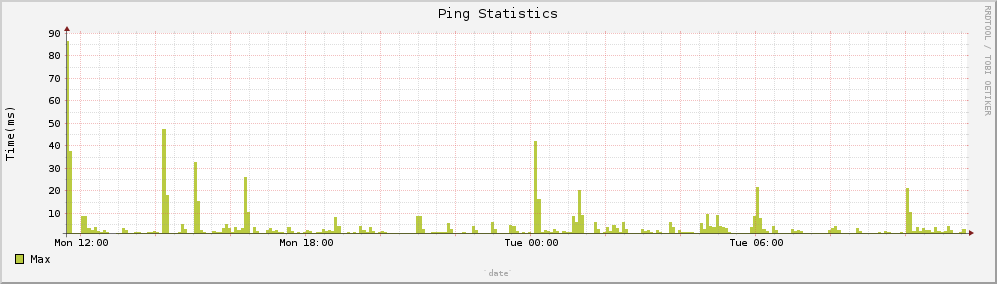 Ping Statistics
RRDTOOL / TOBI OETIKER
Time(ms)
90
80
70
60
50
40
30
20
10
Mon 12:00 Mon 18:00 Tue 00:00 Tue 06:00
Max
`date`